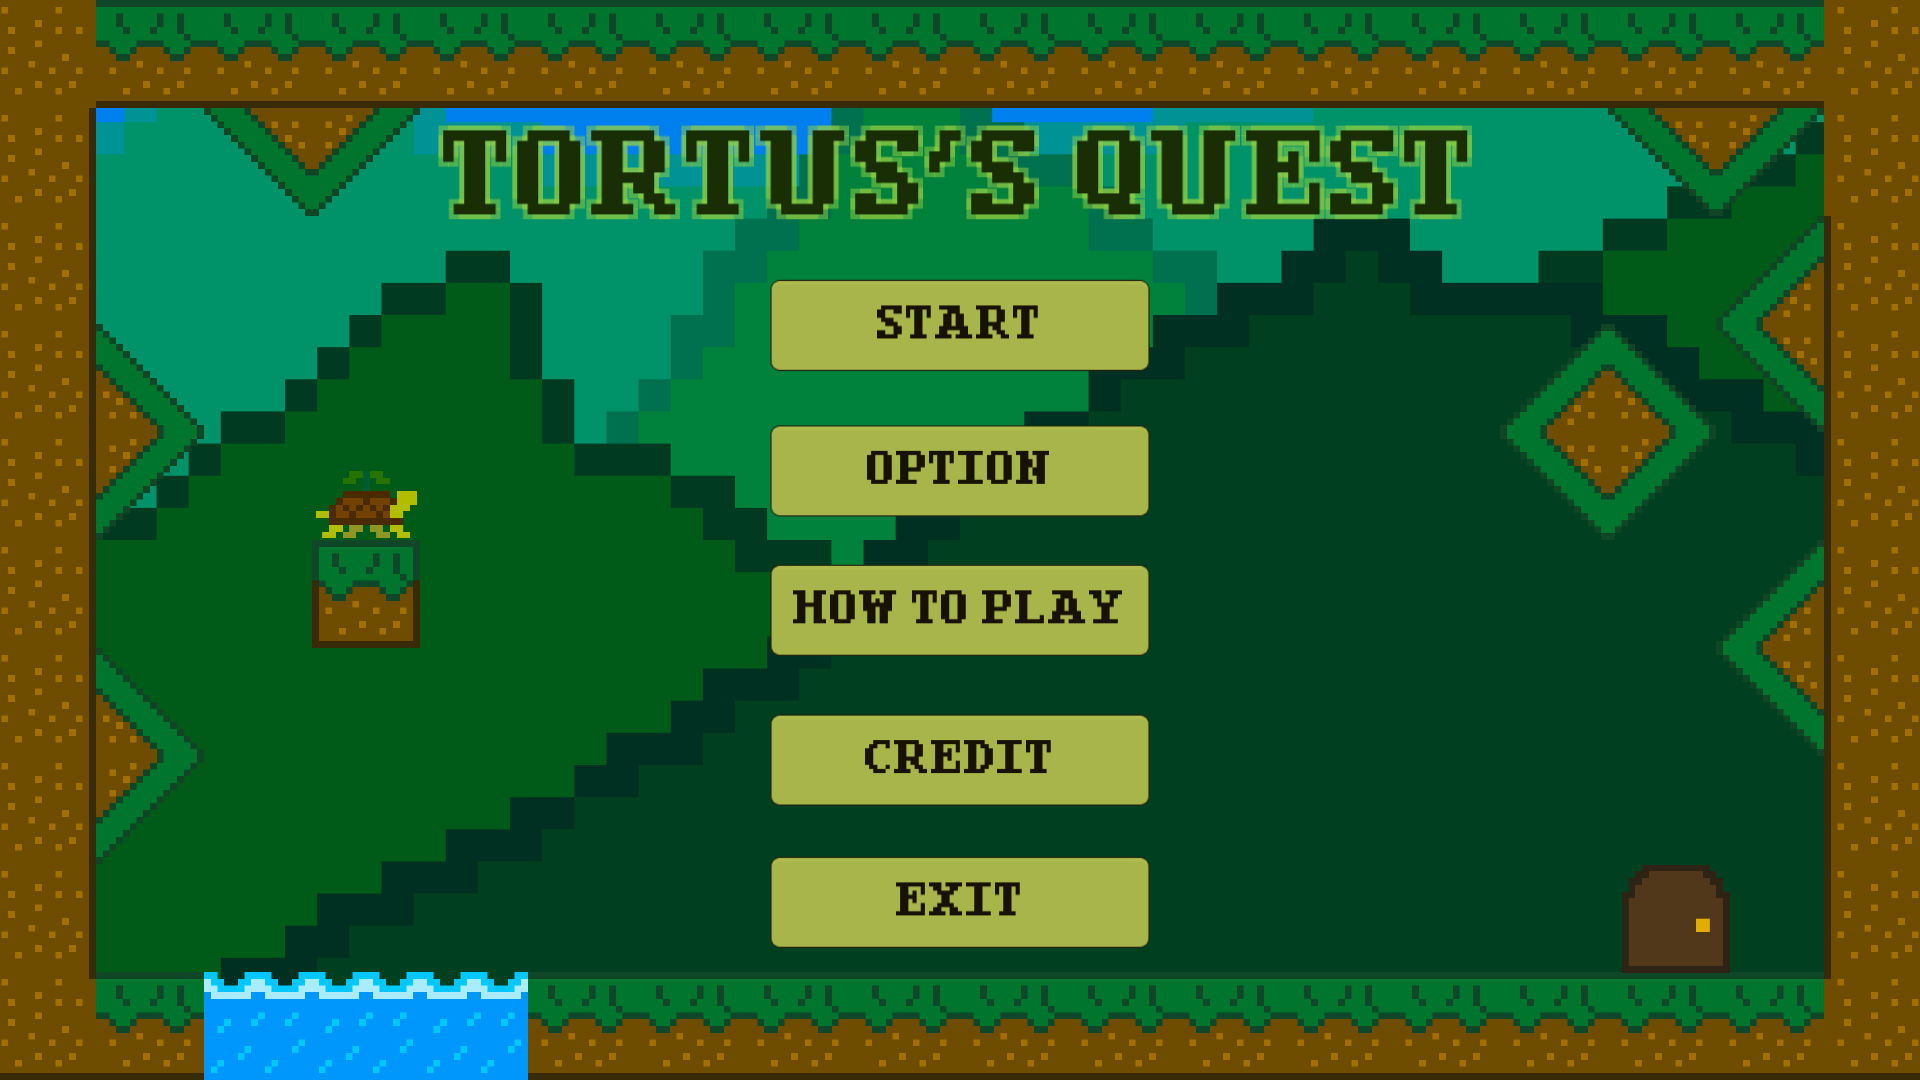 TORTUS'S QUEST
START
OPTION
HOW TO PLAY
CREDIT
EXIT